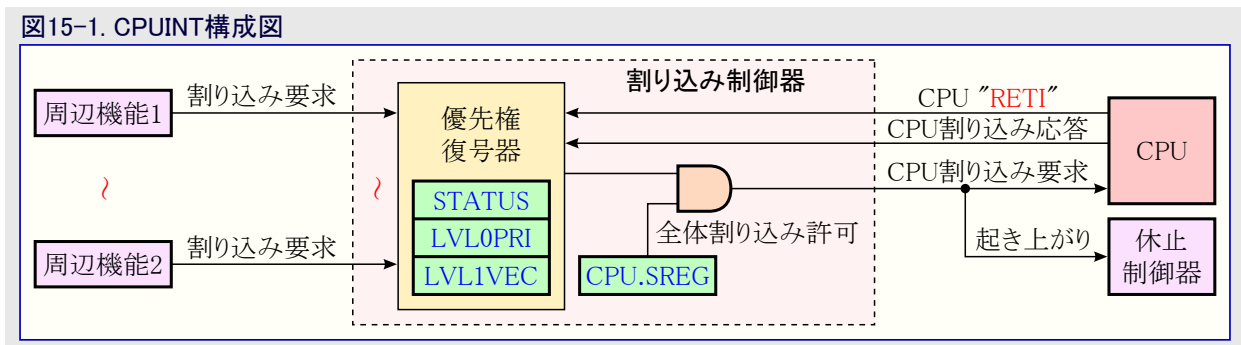 図15-1. CPUINT構成図
割り込み制御器
周辺機能1
割り込み要求
優先権
復号器
CPU "RETI"
CPU割り込み応答
CPU
CPU割り込み要求
STATUS
LVL0PRI
LVL1VEC
全体割り込み許可
CPU.SREG
起き上がり
休止
制御器
周辺機能2
割り込み要求